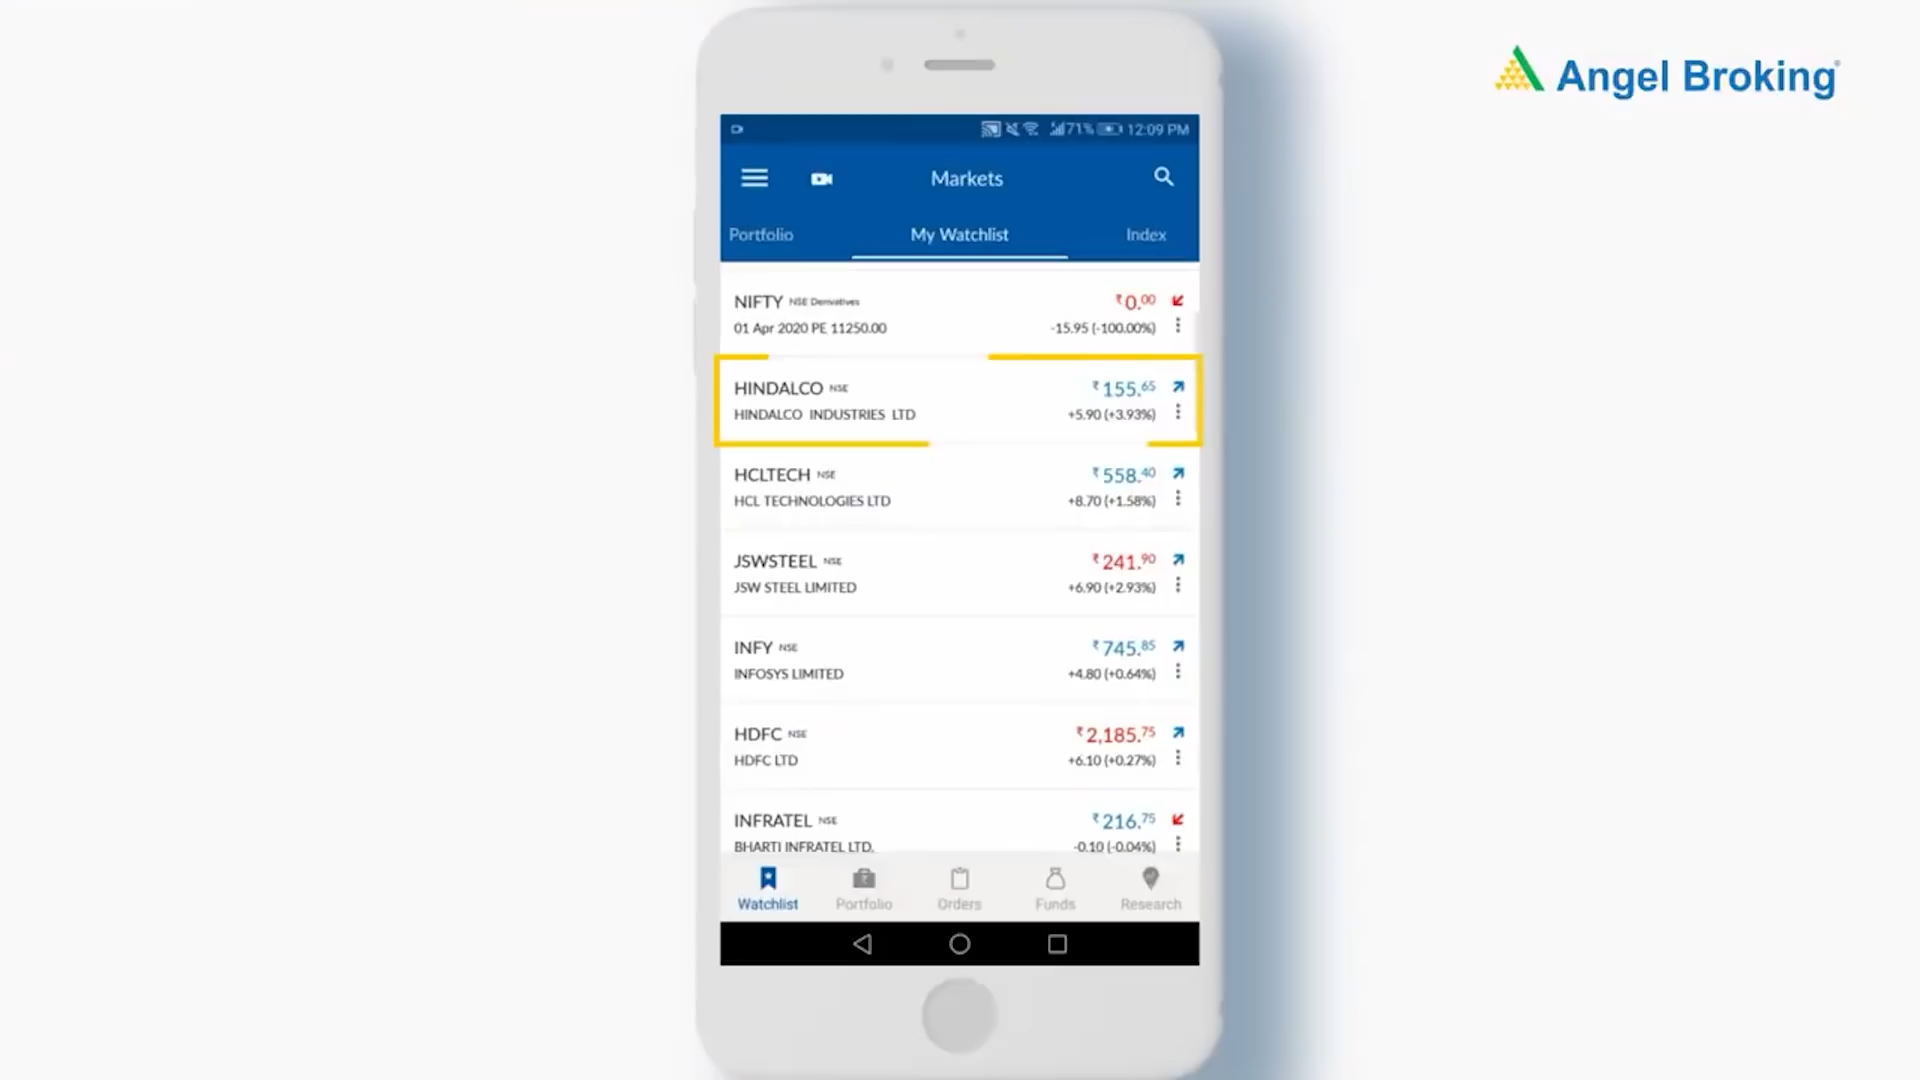 Angel Broking
71% 12:09 PM
Markets
Portfolio My Watchlist Index
NIFTY NSE Derivatives ₹0.00
01 Apr 2020 PE 11250.00 -15.95 (-100.00%)
HINDALCO NSE ₹155.65
HINDALCO INDUSTRIES LTD +5.90 (+3.93%)
HCLTECH NSE ₹558.40
HCL TECHNOLOGIES LTD +8.70 (+1.58%)
JSWSTEEL NSE ₹241.90
JSW STEEL LIMITED +6.90 (+2.93%)
INFY NSE ₹745.85
INFOSYS LIMITED +4.80 (+0.64%)
HDFC NSE ₹2,185.75
HDFC LTD +6.10 (+0.27%)
INFRATEL NSE ₹216.75
BHARTI INFRATEL LTD. -0.10 (-0.04%)
Watchlist Portfolio Orders Funds Research